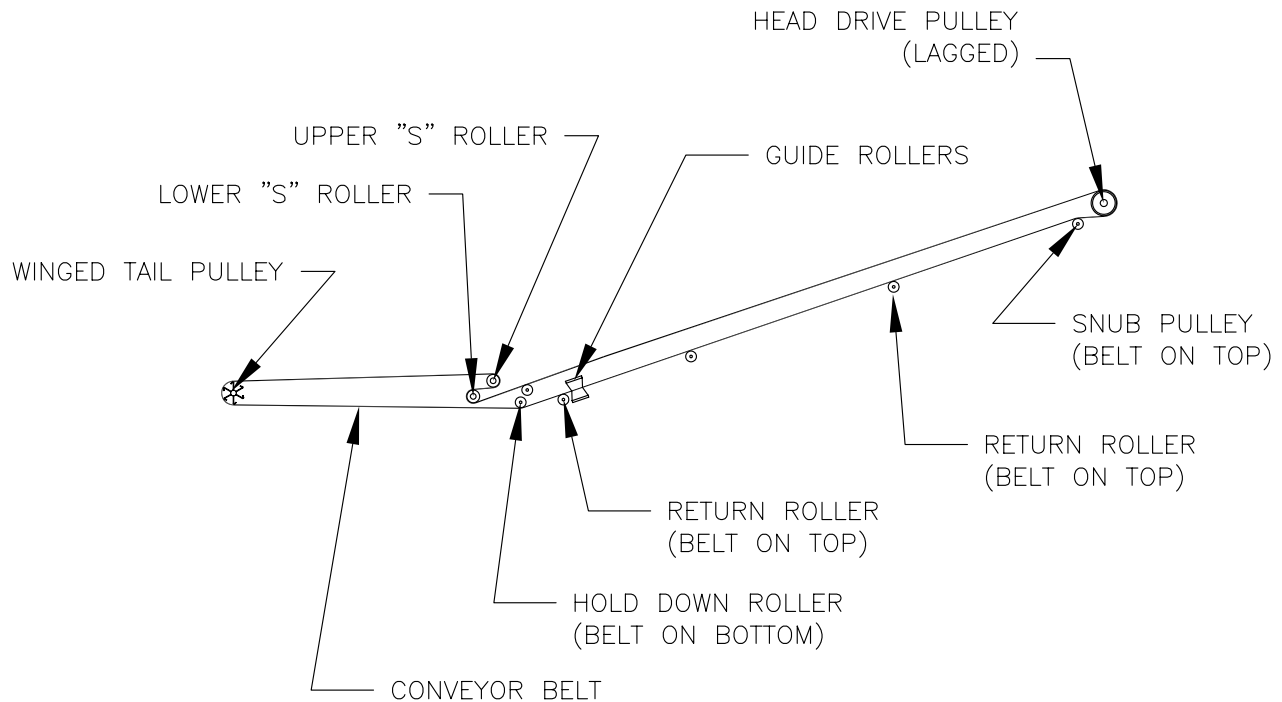 HEAD DRIVE PULLEY
(LAGGED)
UPPER ”S” ROLLER
GUIDE ROLLERS
LOWER ”S” ROLLER
WINGED TAIL PULLEY
SNUB PULLEY
(BELT ON TOP)
RETURN ROLLER
(BELT ON TOP)
RETURN ROLLER
(BELT ON TOP)
HOLD DOWN ROLLER
(BELT ON BOTTOM)
CONVEYOR BELT